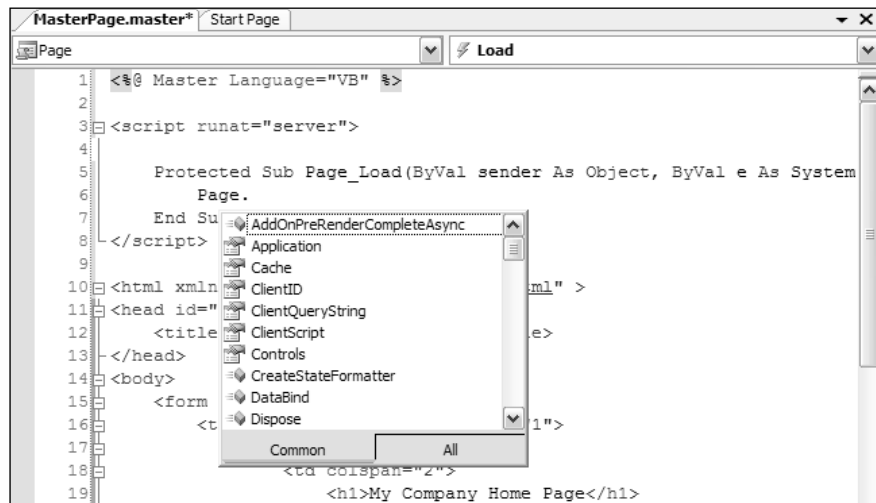 MasterPage.master* Start Page
Page Load
1 <%@ Master Language="VB" %>
2
3 <script runat="server">
4
5 Protected Sub Page_Load(ByVal sender As Object, ByVal e As System
6 Page.
7 End Su
8 </script>
9
10 <html xmln ml" >
11 <head id="
12 <title e>
13 </head>
14 <body>
15 <form
16 <t 1">
17
18 <td colspan="2">
19 <h1>My Company Home Page</h1>
AddOnPreRenderCompleteAsync
Application
Cache
ClientID
ClientQueryString
ClientScript
Controls
CreateStateFormatter
DataBind
Dispose
Common All